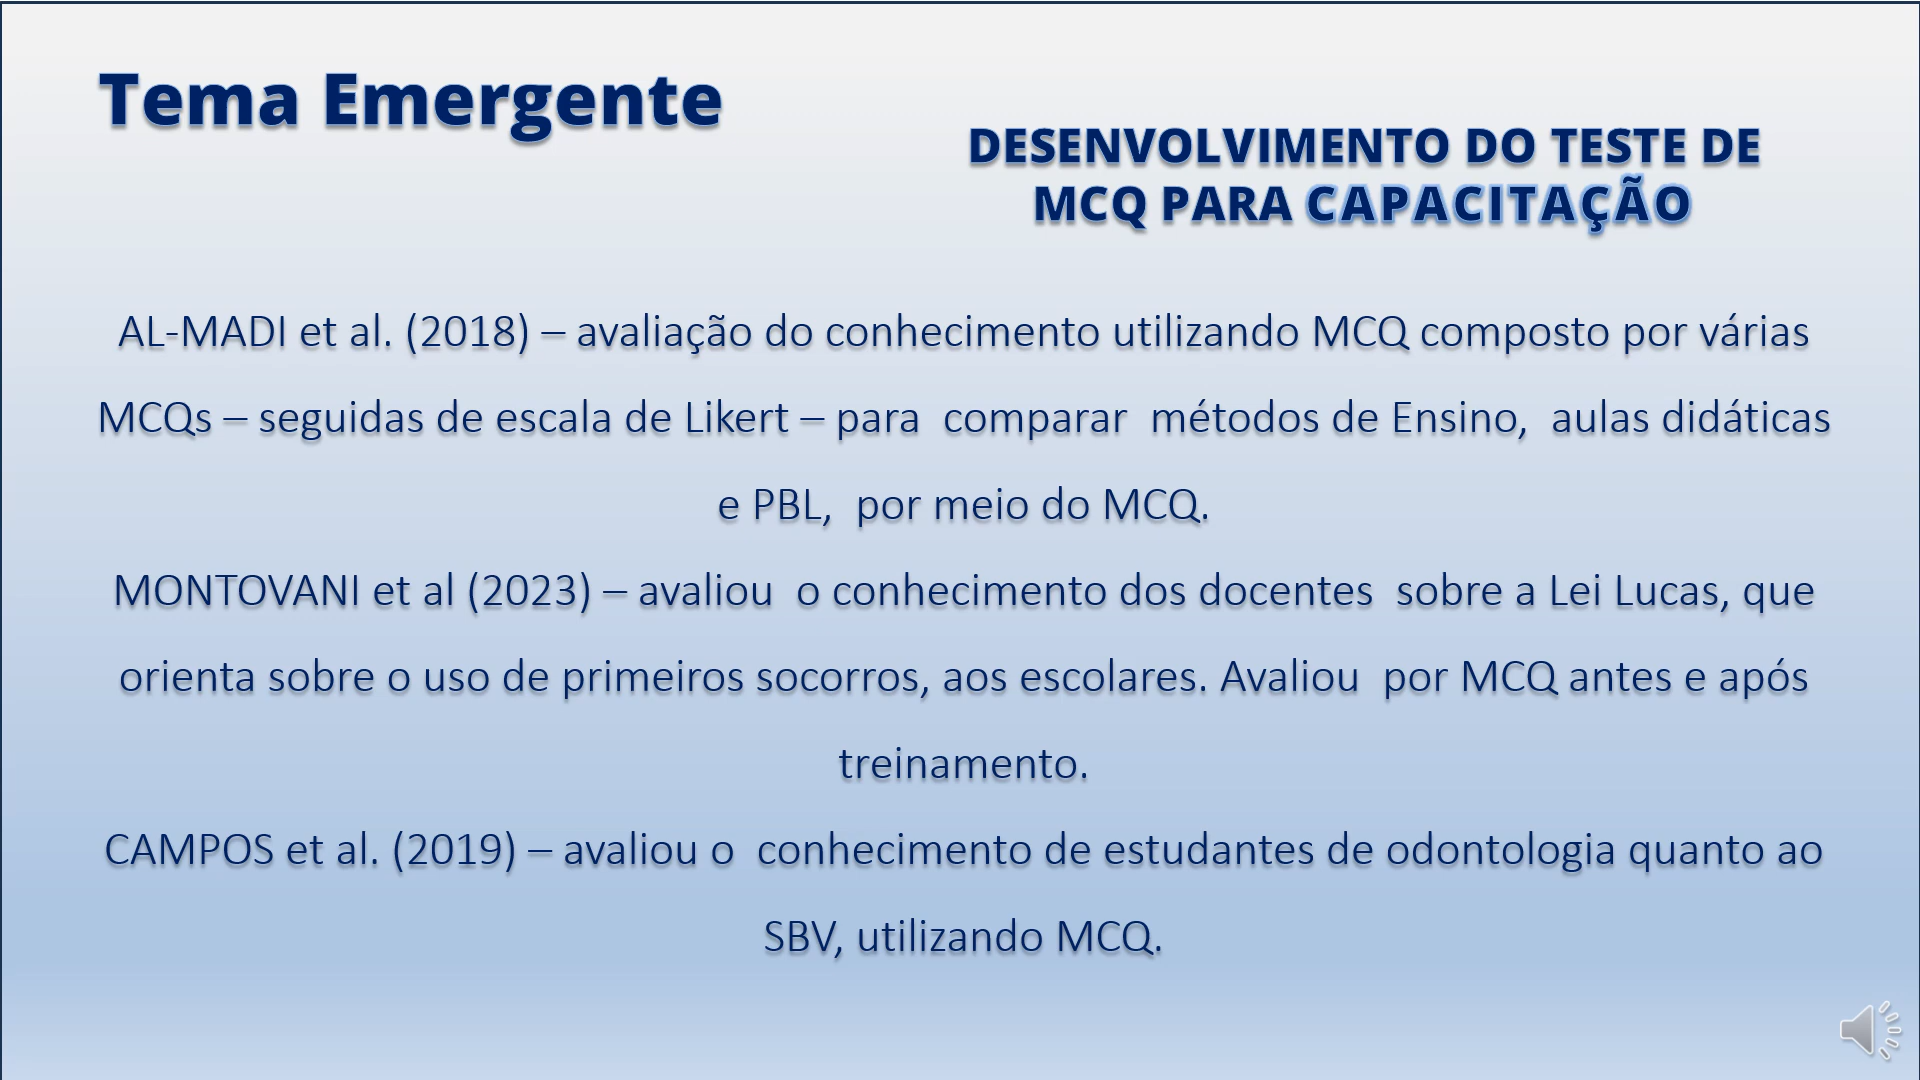 Tema Emergente
DESENVOLVIMENTO DO TESTE DE
MCQ PARA CAPACITAÇÃO
AL-MADI et al. (2018) – avaliação do conhecimento utilizando MCQ composto por várias
MCQs – seguidas de escala de Likert – para comparar métodos de Ensino, aulas didáticas
e PBL, por meio do MCQ.
MONTOVANI et al (2023) – avaliou o conhecimento dos docentes sobre a Lei Lucas, que
orienta sobre o uso de primeiros socorros, aos escolares. Avaliou por MCQ antes e após
treinamento.
CAMPOS et al. (2019) – avaliou o conhecimento de estudantes de odontologia quanto ao
SBV, utilizando MCQ.